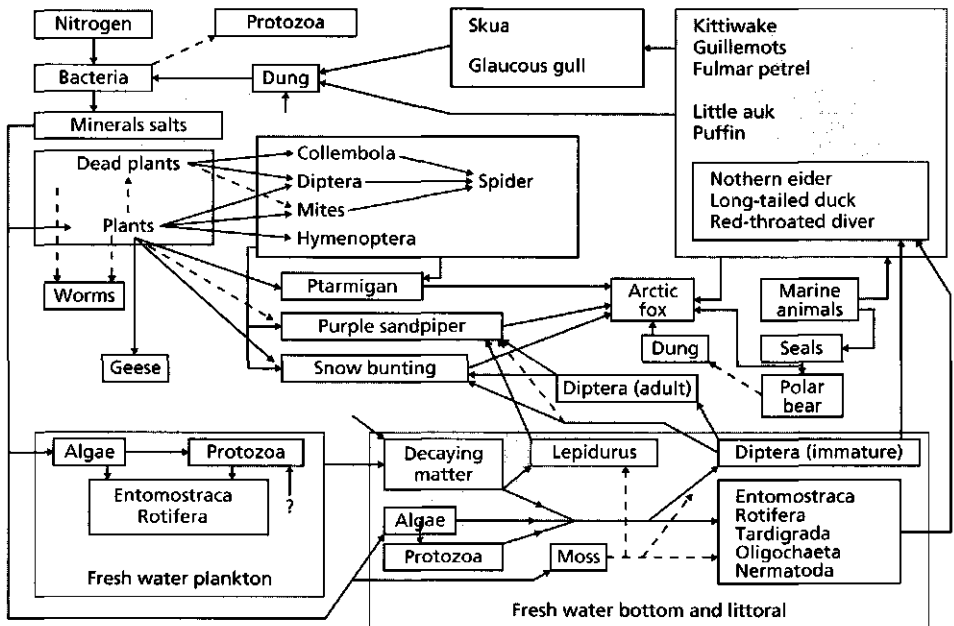 Nitrogen
Protozoa
Bacteria
Dung
Minerals salts
Skua
Glaucous gull
Kittiwake
Guillemots
Fulmar petrel
Little auk
Puffin
Nothern eider
Long-tailed duck
Red-throated diver
Dead plants
Plants
Collembola
Diptera
Mites
Hymenoptera
Spider
Worms
Geese
Ptarmigan
Purple sandpiper
Snow bunting
Arctic
fox
Marine
animals
Dung
Seals
Polar
bear
Diptera (adult)
Algae
Protozoa
Entomostraca
Rotifera
?
Fresh water plankton
Decaying
matter
Lepidurus
Diptera (immature)
Algae
Protozoa
Moss
Entomostraca
Rotifera
Tardigrada
Oligochaeta
Nermatoda
Fresh water bottom and littoral